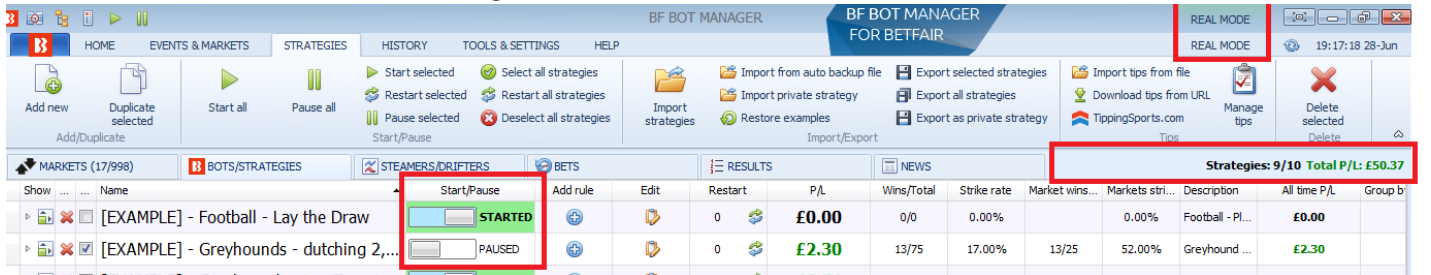 BF BOT MANAGER
BF BOT MANAGER
FOR BETFAIR
REAL MODE
HOME EVENTS & MARKETS STRATEGIES HISTORY TOOLS & SETTINGS HELP REAL MODE 19:17:18 28-Jun
Start selected Select all strategies Import from auto backup file Export selected strategies Import tips from file
Add new Duplicate selected Start all Pause all Restart selected Restart all strategies Import strategies Import private strategy Export all strategies Download tips from URL Manage tips Delete selected
Pause selected Deselect all strategies Restore examples Export as private strategy TippingSports.com
Add/Duplicate Start/Pause Import/Export Tips Delete
MARKETS (17/998) BOTS/STRATEGIES STEAMERS/DRIFTERS BETS RESULTS NEWS Strategies: 9/10 Total P/L: £50.37
Show ... ... Name Start/Pause Add rule Edit Restart P/L Wins/Total Strike rate Market wins... Markets stri... Description All time P/L Group b
[EXAMPLE] - Football - Lay the Draw STARTED 0 £0.00 0/0 0.00% 0.00% Football - Pl... £0.00
[EXAMPLE] - Greyhounds - dutching 2,... PAUSED 0 £2.30 13/75 17.00% 13/25 52.00% Greyhound ... £2.30